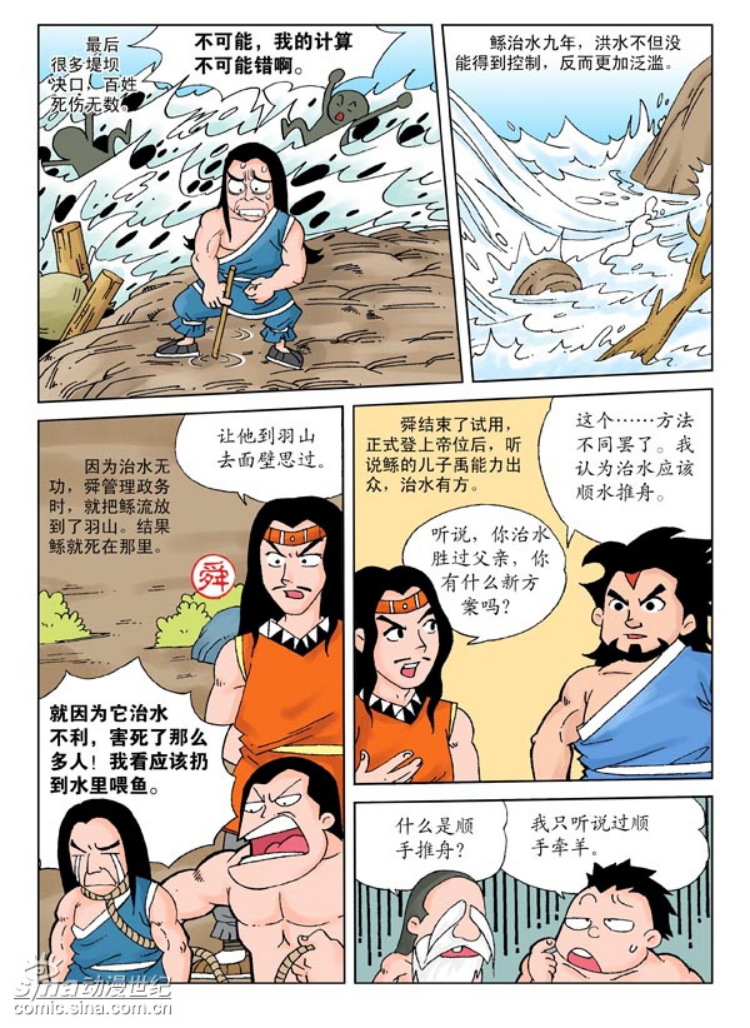 最后
很多堤坝
决口，百姓
死伤无数。
不可能，我的计算
不可能错啊。
鲧治水九年，洪水不但没
能得到控制，反而更加泛滥。
因为治水无
功，舜管理政务
时，就把鲧流放
到了羽山。结果
鲧就死在那里。
让他到羽山
去面壁思过。
舜
就因为它治水
不利，害死了那么
多人！我看应该扔
到水里喂鱼。
舜结束了试用，
正式登上帝位后，听
说鲧的儿子禹能力出
众，治水有方。
听说，你治水
胜过父亲，你
有什么新方
案吗？
这个……方法
不同罢了。我
认为治水应该
顺水推舟。
什么是顺
手推舟？
我只听说过顺
手牵羊。
sina动漫世纪
comic.sina.com.cn